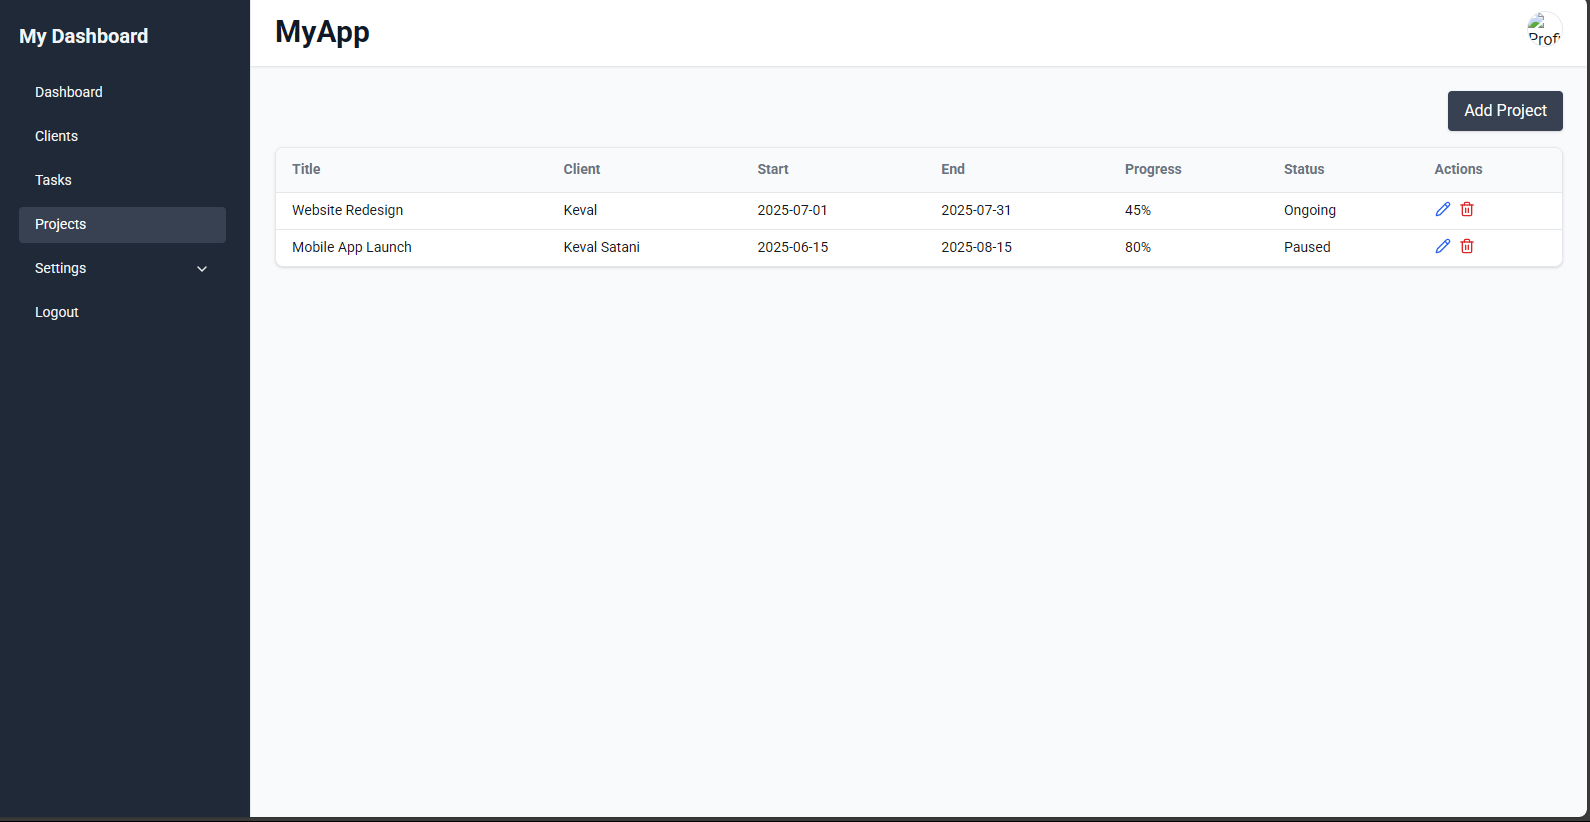 My Dashboard
Dashboard
Clients
Tasks
Projects
Settings
Logout
MyApp
Prof
Add Project
Title Client Start End Progress Status Actions
Website Redesign Keval 2025-07-01 2025-07-31 45% Ongoing
Mobile App Launch Keval Satani 2025-06-15 2025-08-15 80% Paused